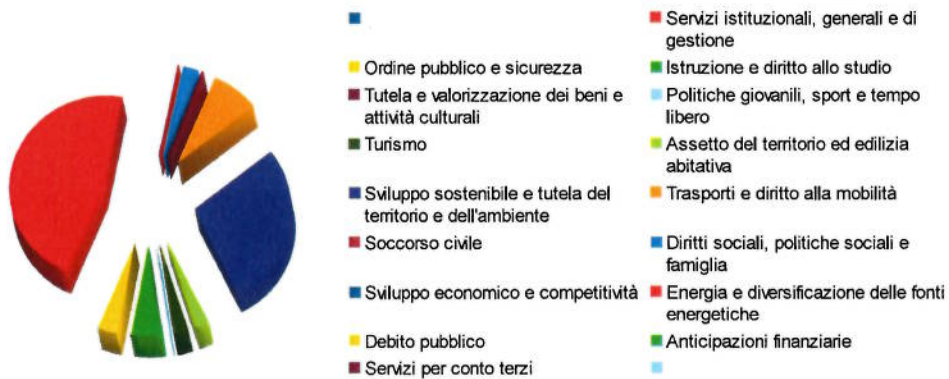 Servizi istituzionali, generali e di
gestione
Ordine pubblico e sicurezza
Istruzione e diritto allo studio
Tutela e valorizzazione dei beni e
attività culturali
Politiche giovanili, sport e tempo
libero
Turismo
Assetto del territorio ed edilizia
abitativa
Sviluppo sostenibile e tutela del
territorio e dell'ambiente
Trasporti e diritto alla mobilità
Soccorso civile
Diritti sociali, politiche sociali e
famiglia
Sviluppo economico e competitività
Energia e diversificazione delle fonti
energetiche
Debito pubblico
Anticipazioni finanziarie
Servizi per conto terzi